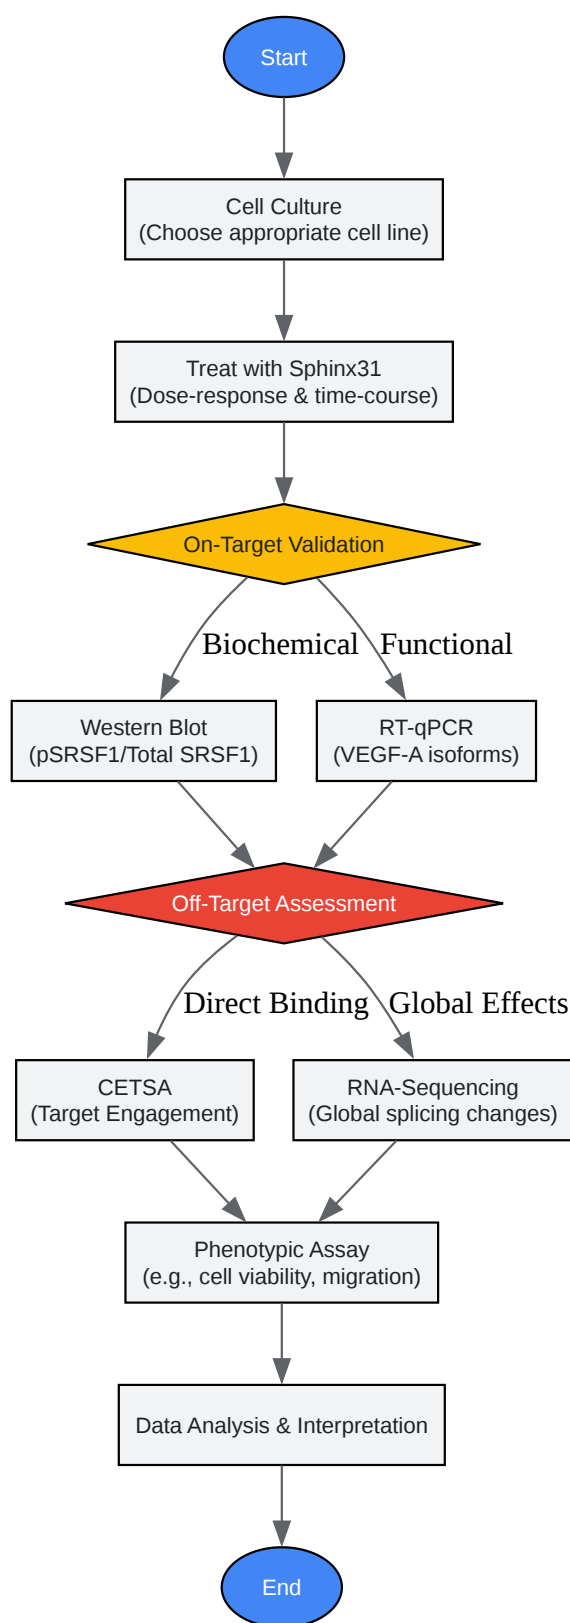 Start
Cell Culture
(Choose appropriate cell line)
Treat with Sphinx31
(Dose-response & time-course)
On-Target Validation
Biochemical
Functional
Western Blot
(pSRSF1/Total SRSF1)
RT-qPCR
(VEGF-A isoforms)
Off-Target Assessment
Direct Binding
Global Effects
CETSA
(Target Engagement)
RNA-Sequencing
(Global splicing changes)
Phenotypic Assay
(e.g., cell viability, migration)
Data Analysis & Interpretation
End